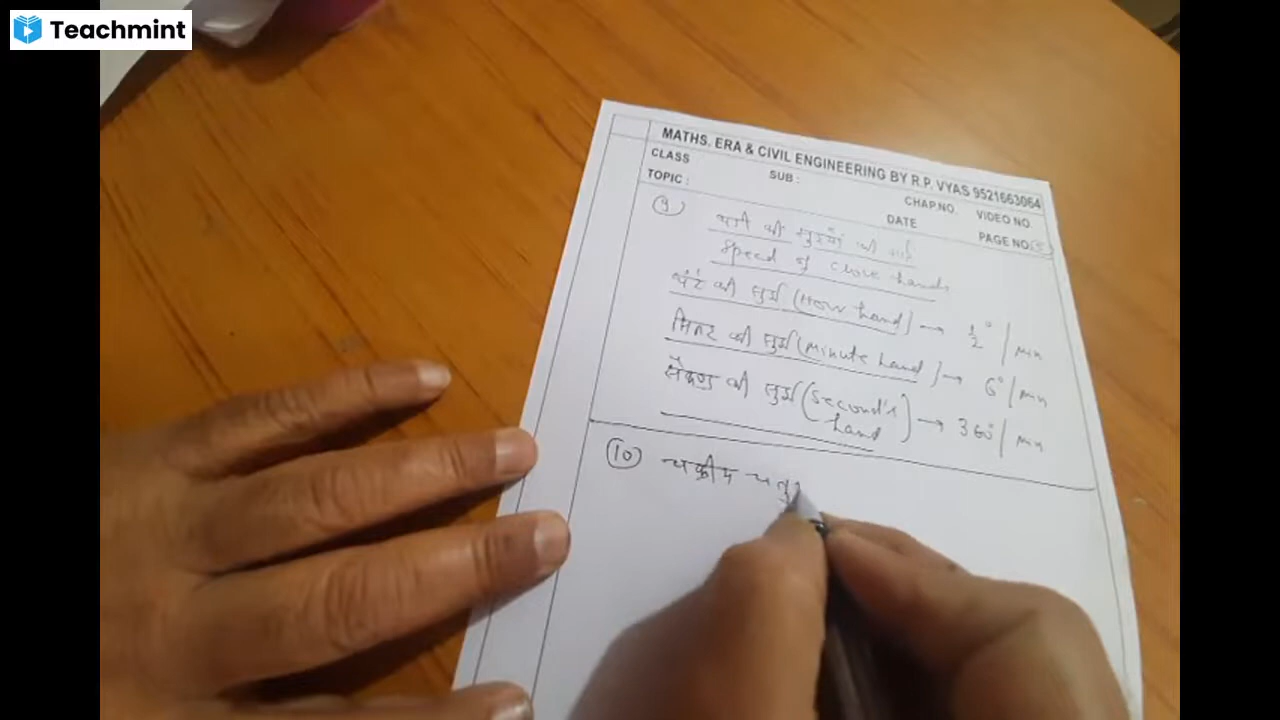 Teachmint
MATHS. ERA & CIVIL ENGINEERING BY R.P. VYAS 9521663064
CLASS SUB : CHAP.NO. VIDEO NO.
TOPIC : DATE PAGE NO. 5
9 घड़ी की सुइयों की
Speed of Clock hands
घंटे की सुई (Hour hand) → 1/2° / min
मिनट की सुई (minute hand) → 6° / min
सैकण्ड की सुई (Second's hand) → 360° / min
10 चक्रीय चतु